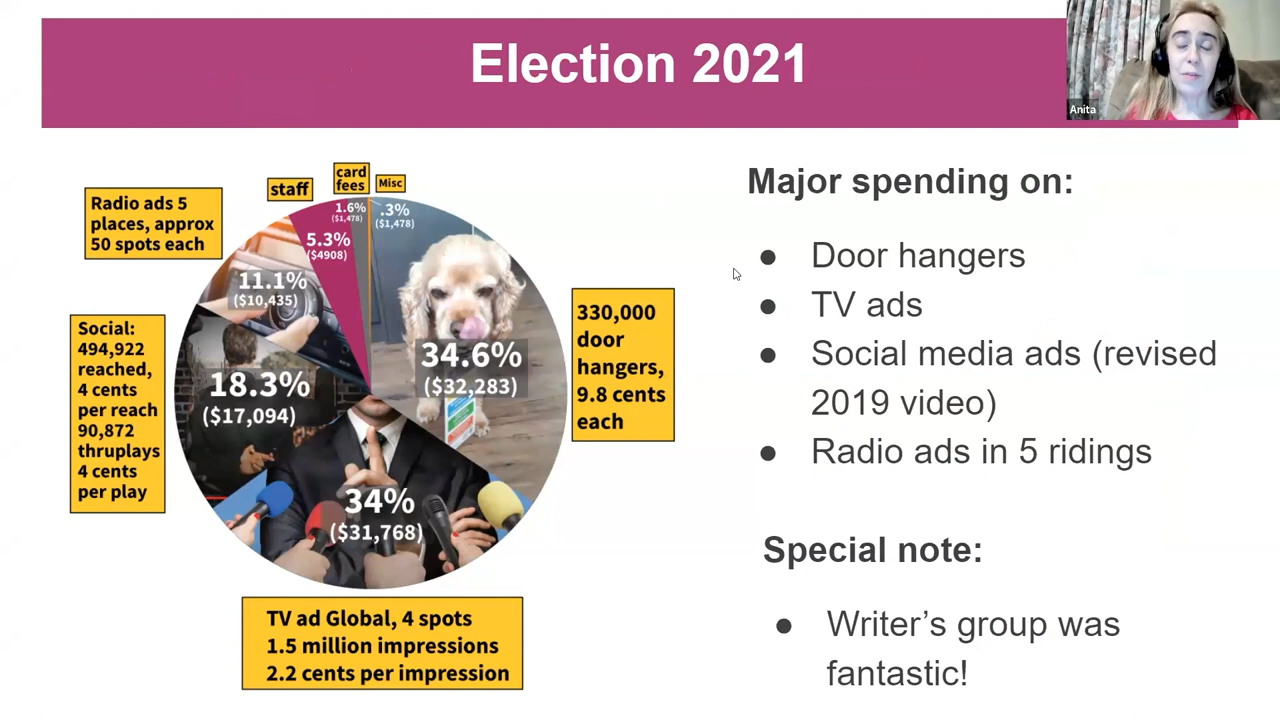 Election 2021
Anita
Radio ads 5
places, approx
50 spots each
staff
card
fees
Misc
1.6%
($1,478)
.3%
($1,478)
5.3%
($4908)
11.1%
($10,435)
Social:
494,922
reached,
4 cents
per reach
90,872
thruplays
4 cents
per play
18.3%
($17,094)
34.6%
($32,283)
330,000
door
hangers,
9.8 cents
each
34%
($31,768)
TV ad Global, 4 spots
1.5 million impressions
2.2 cents per impression
Major spending on:
● Door hangers
● TV ads
● Social media ads (revised
2019 video)
● Radio ads in 5 ridings
Special note:
● Writer’s group was
fantastic!